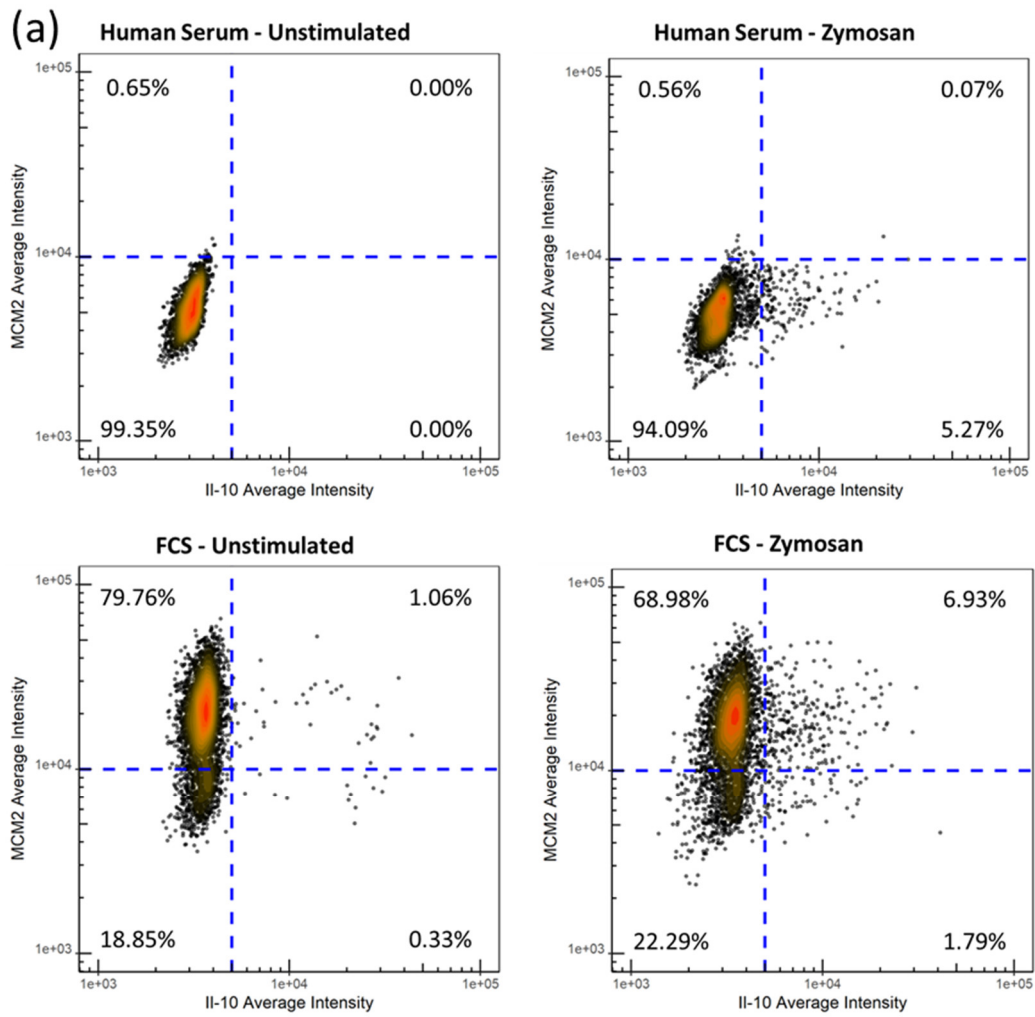 (a)
Human Serum - Unstimulated
1e+05
0.65%
0.00%
MCM2 Average Intensity
1e+04
99.35%
0.00%
1e+03
1e+03 1e+04 1e+05
Il-10 Average Intensity
Human Serum - Zymosan
1e+05
0.56%
0.07%
MCM2 Average Intensity
1e+04
94.09%
5.27%
1e+03
1e+03 1e+04 1e+05
Il-10 Average Intensity
FCS - Unstimulated
1e+05
79.76%
1.06%
MCM2 Average Intensity
1e+04
18.85%
0.33%
1e+03
1e+03 1e+04 1e+05
Il-10 Average Intensity
FCS - Zymosan
1e+05
68.98%
6.93%
MCM2 Average Intensity
1e+04
22.29%
1.79%
1e+03
1e+03 1e+04 1e+05
Il-10 Average Intensity